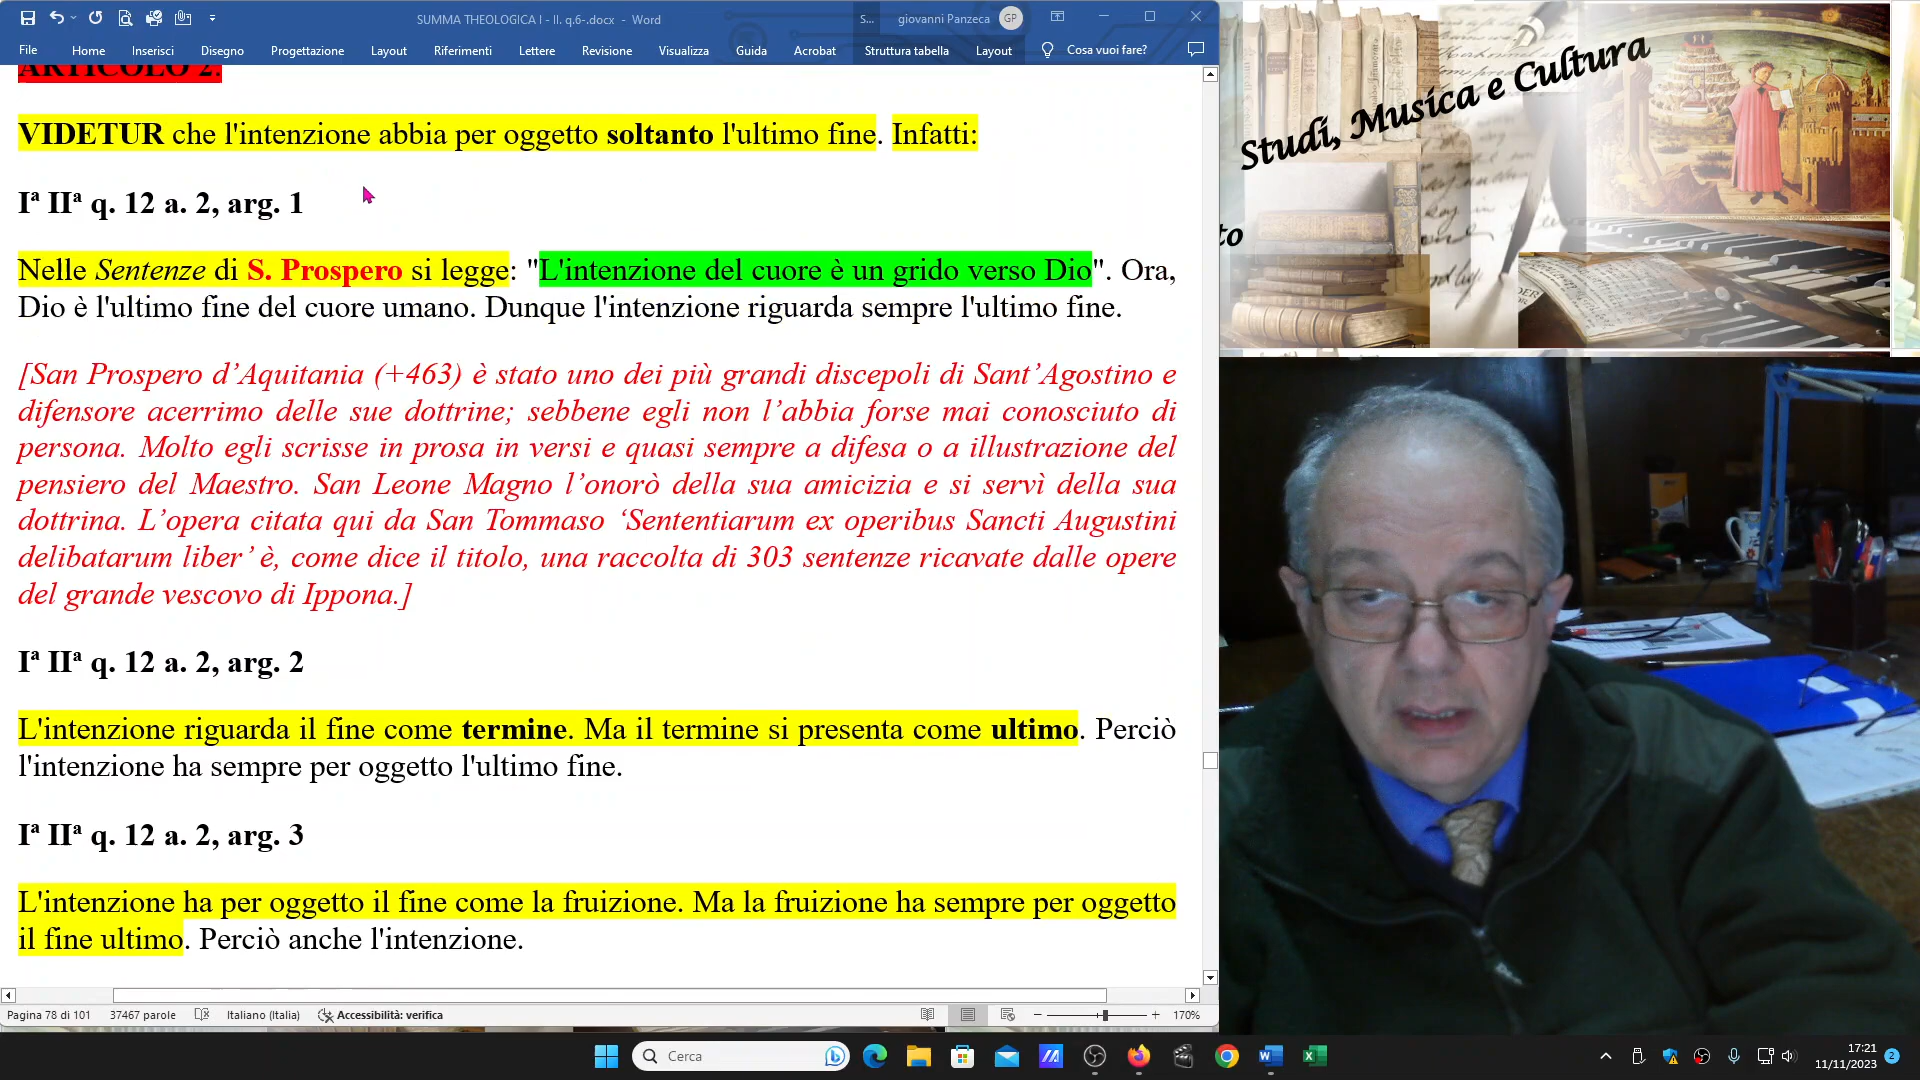 SUMMA THEOLOGICA I - II. q.6-.docx - Word
S...
giovanni Panzeca
GP
File Home Inserisci Disegno Progettazione Layout Riferimenti Lettere Revisione Visualizza Guida Acrobat Struttura tabella Layout Cosa vuoi fare?
ARTICOLO 2.
VIDETUR che l'intenzione abbia per oggetto soltanto l'ultimo fine. Infatti:
Iª IIª q. 12 a. 2, arg. 1
Nelle Sentenze di S. Prospero si legge: "L'intenzione del cuore è un grido verso Dio". Ora,
Dio è l'ultimo fine del cuore umano. Dunque l'intenzione riguarda sempre l'ultimo fine.
[San Prospero d’Aquitania (+463) è stato uno dei più grandi discepoli di Sant’Agostino e
difensore acerrimo delle sue dottrine; sebbene egli non l’abbia forse mai conosciuto di
persona. Molto egli scrisse in prosa in versi e quasi sempre a difesa o a illustrazione del
pensiero del Maestro. San Leone Magno l’onorò della sua amicizia e si servì della sua
dottrina. L’opera citata qui da San Tommaso ‘Sententiarum ex operibus Sancti Augustini
delibatarum liber’ è, come dice il titolo, una raccolta di 303 sentenze ricavate dalle opere
del grande vescovo di Ippona.]
Iª IIª q. 12 a. 2, arg. 2
L'intenzione riguarda il fine come termine. Ma il termine si presenta come ultimo. Perciò
l'intenzione ha sempre per oggetto l'ultimo fine.
Iª IIª q. 12 a. 2, arg. 3
L'intenzione ha per oggetto il fine come la fruizione. Ma la fruizione ha sempre per oggetto
il fine ultimo. Perciò anche l'intenzione.
Pagina 78 di 101 37467 parole Italiano (Italia) Accessibilità: verifica 170%
Studi, Musica e Cultura
to
Cerca
17:21
11/11/2023
2